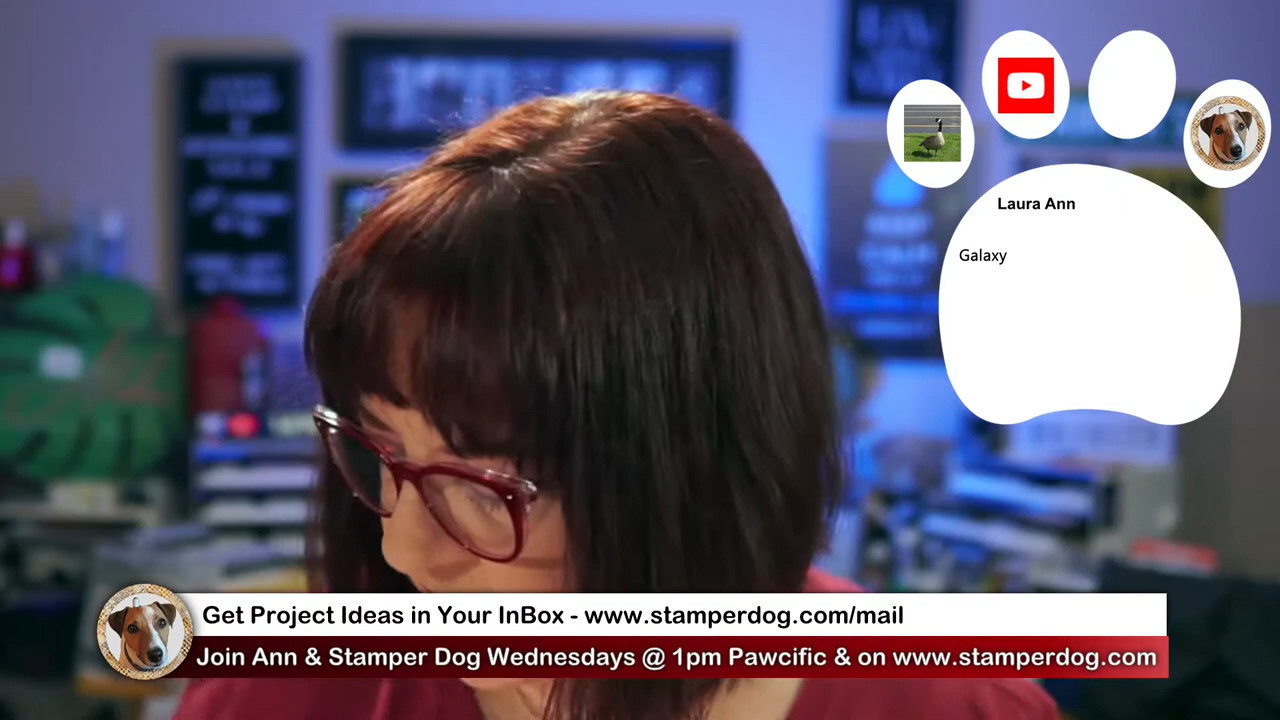 Laura Ann
Galaxy
Get Project Ideas in Your InBox - www.stamperdog.com/mail
Join Ann & Stamper Dog Wednesdays @ 1pm Pawcific & on www.stamperdog.com